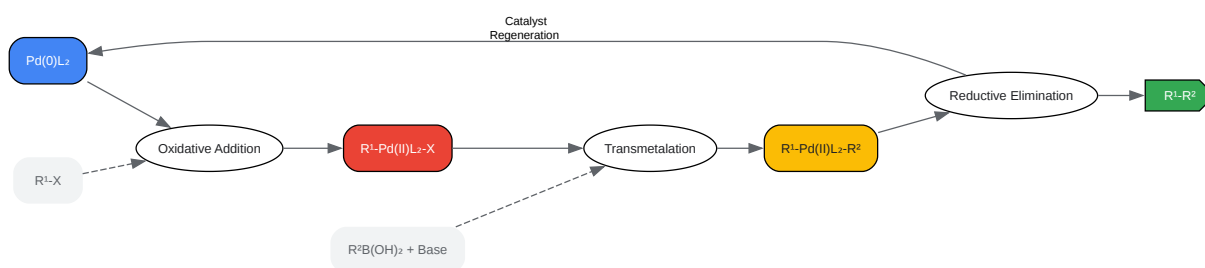 Catalyst
Regeneration
Pd(0)L₂
Reductive Elimination
R¹-R²
Oxidative Addition
R¹-Pd(II)L₂-X
Transmetalation
R¹-Pd(II)L₂-R²
R¹-X
R²B(OH)₂ + Base